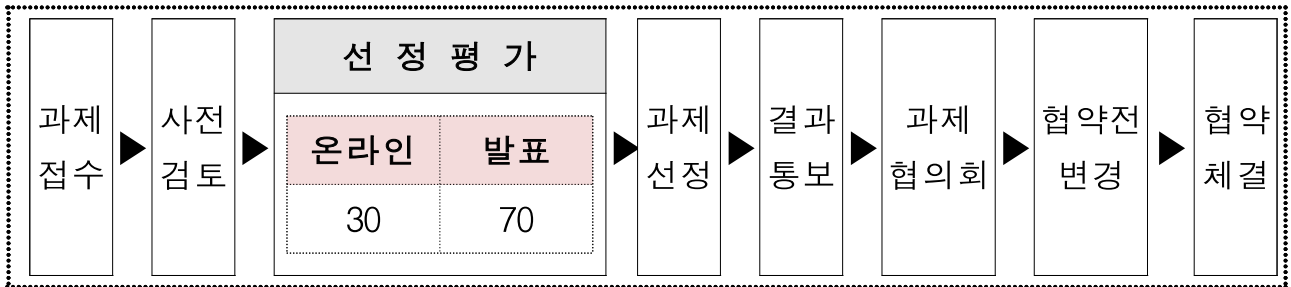 과제
접수
사전
검토
선 정 평 가
온라인 발표
30 70
과제
선정
결과
통보
과제
협의회
협약전
변경
협약
체결